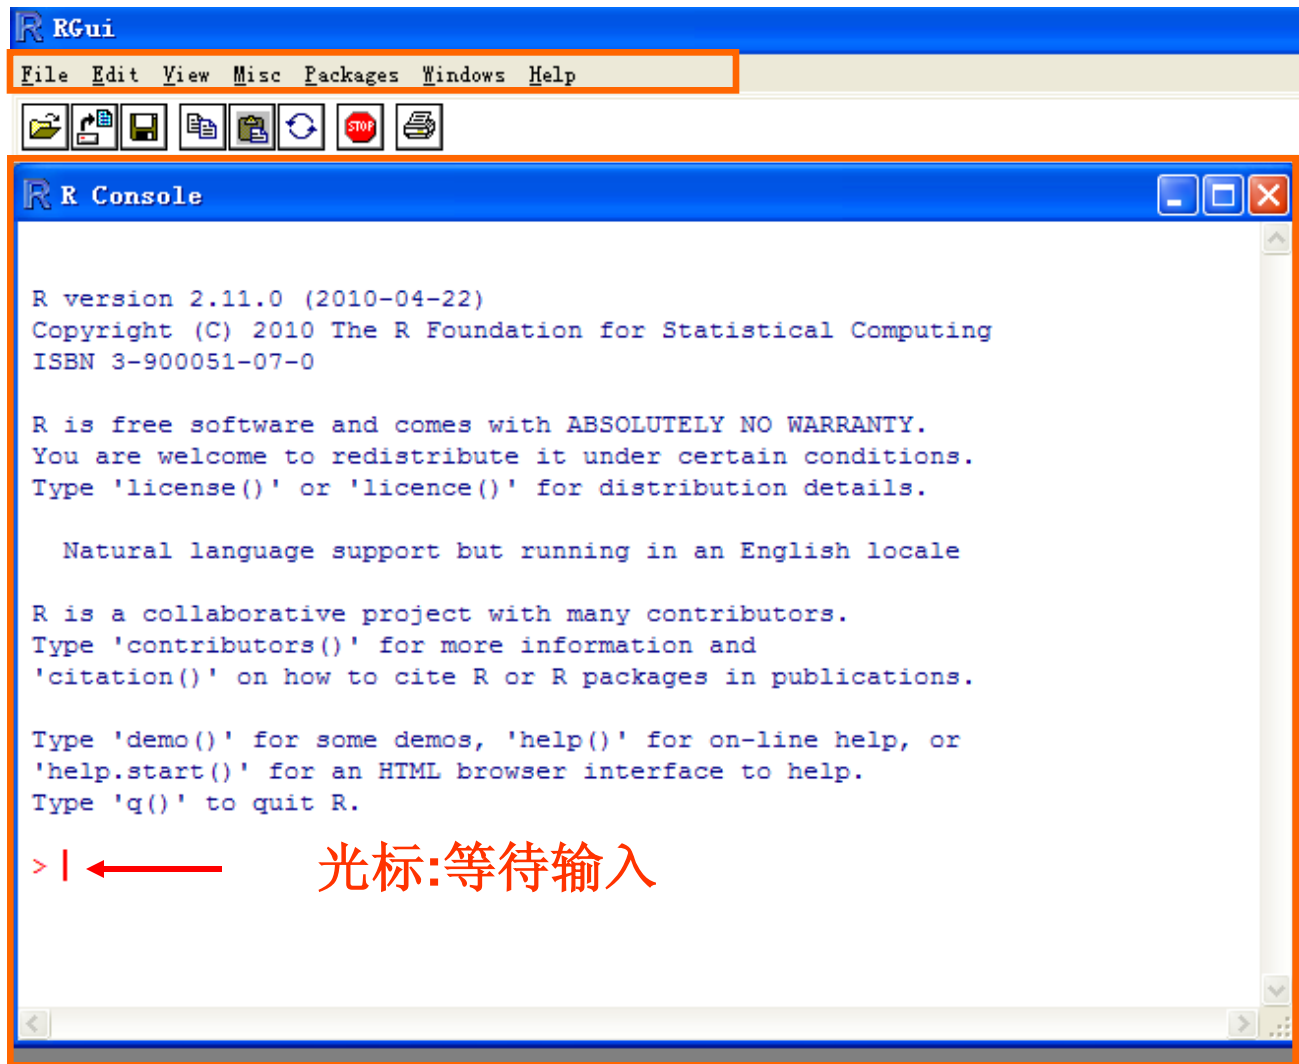 RGui
File Edit View Misc Packages Windows Help
STOP
R Console
R version 2.11.0 (2010-04-22)
Copyright (C) 2010 The R Foundation for Statistical Computing
ISBN 3-900051-07-0
R is free software and comes with ABSOLUTELY NO WARRANTY.
You are welcome to redistribute it under certain conditions.
Type 'license()' or 'licence()' for distribution details.
Natural language support but running in an English locale
R is a collaborative project with many contributors.
Type 'contributors()' for more information and
'citation()' on how to cite R or R packages in publications.
Type 'demo()' for some demos, 'help()' for on-line help, or
'help.start()' for an HTML browser interface to help.
Type 'q()' to quit R.
> 光标:等待输入